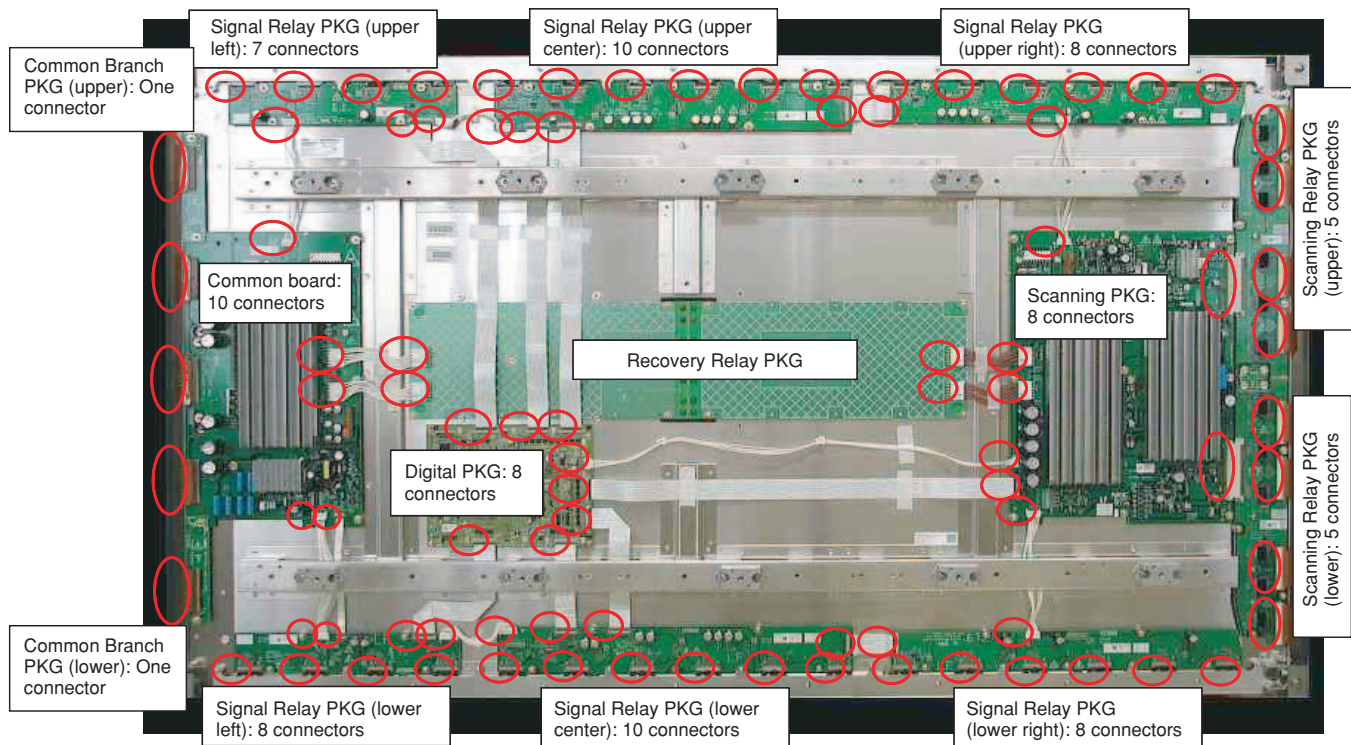 Signal Relay PKG (upper
left): 7 connectors
Signal Relay PKG (upper
center): 10 connectors
Signal Relay PKG
(upper right): 8 connectors
Common Branch
PKG (upper): One
connector
Scanning Relay PKG
(upper): 5 connectors
Common board:
10 connectors
Scanning PKG:
8 connectors
Recovery Relay PKG
Digital PKG: 8
connectors
Scanning Relay PKG
(lower): 5 connectors
Common Branch
PKG (lower): One
connector
Signal Relay PKG (lower
left): 8 connectors
Signal Relay PKG (lower
center): 10 connectors
Signal Relay PKG
(lower right): 8 connectors